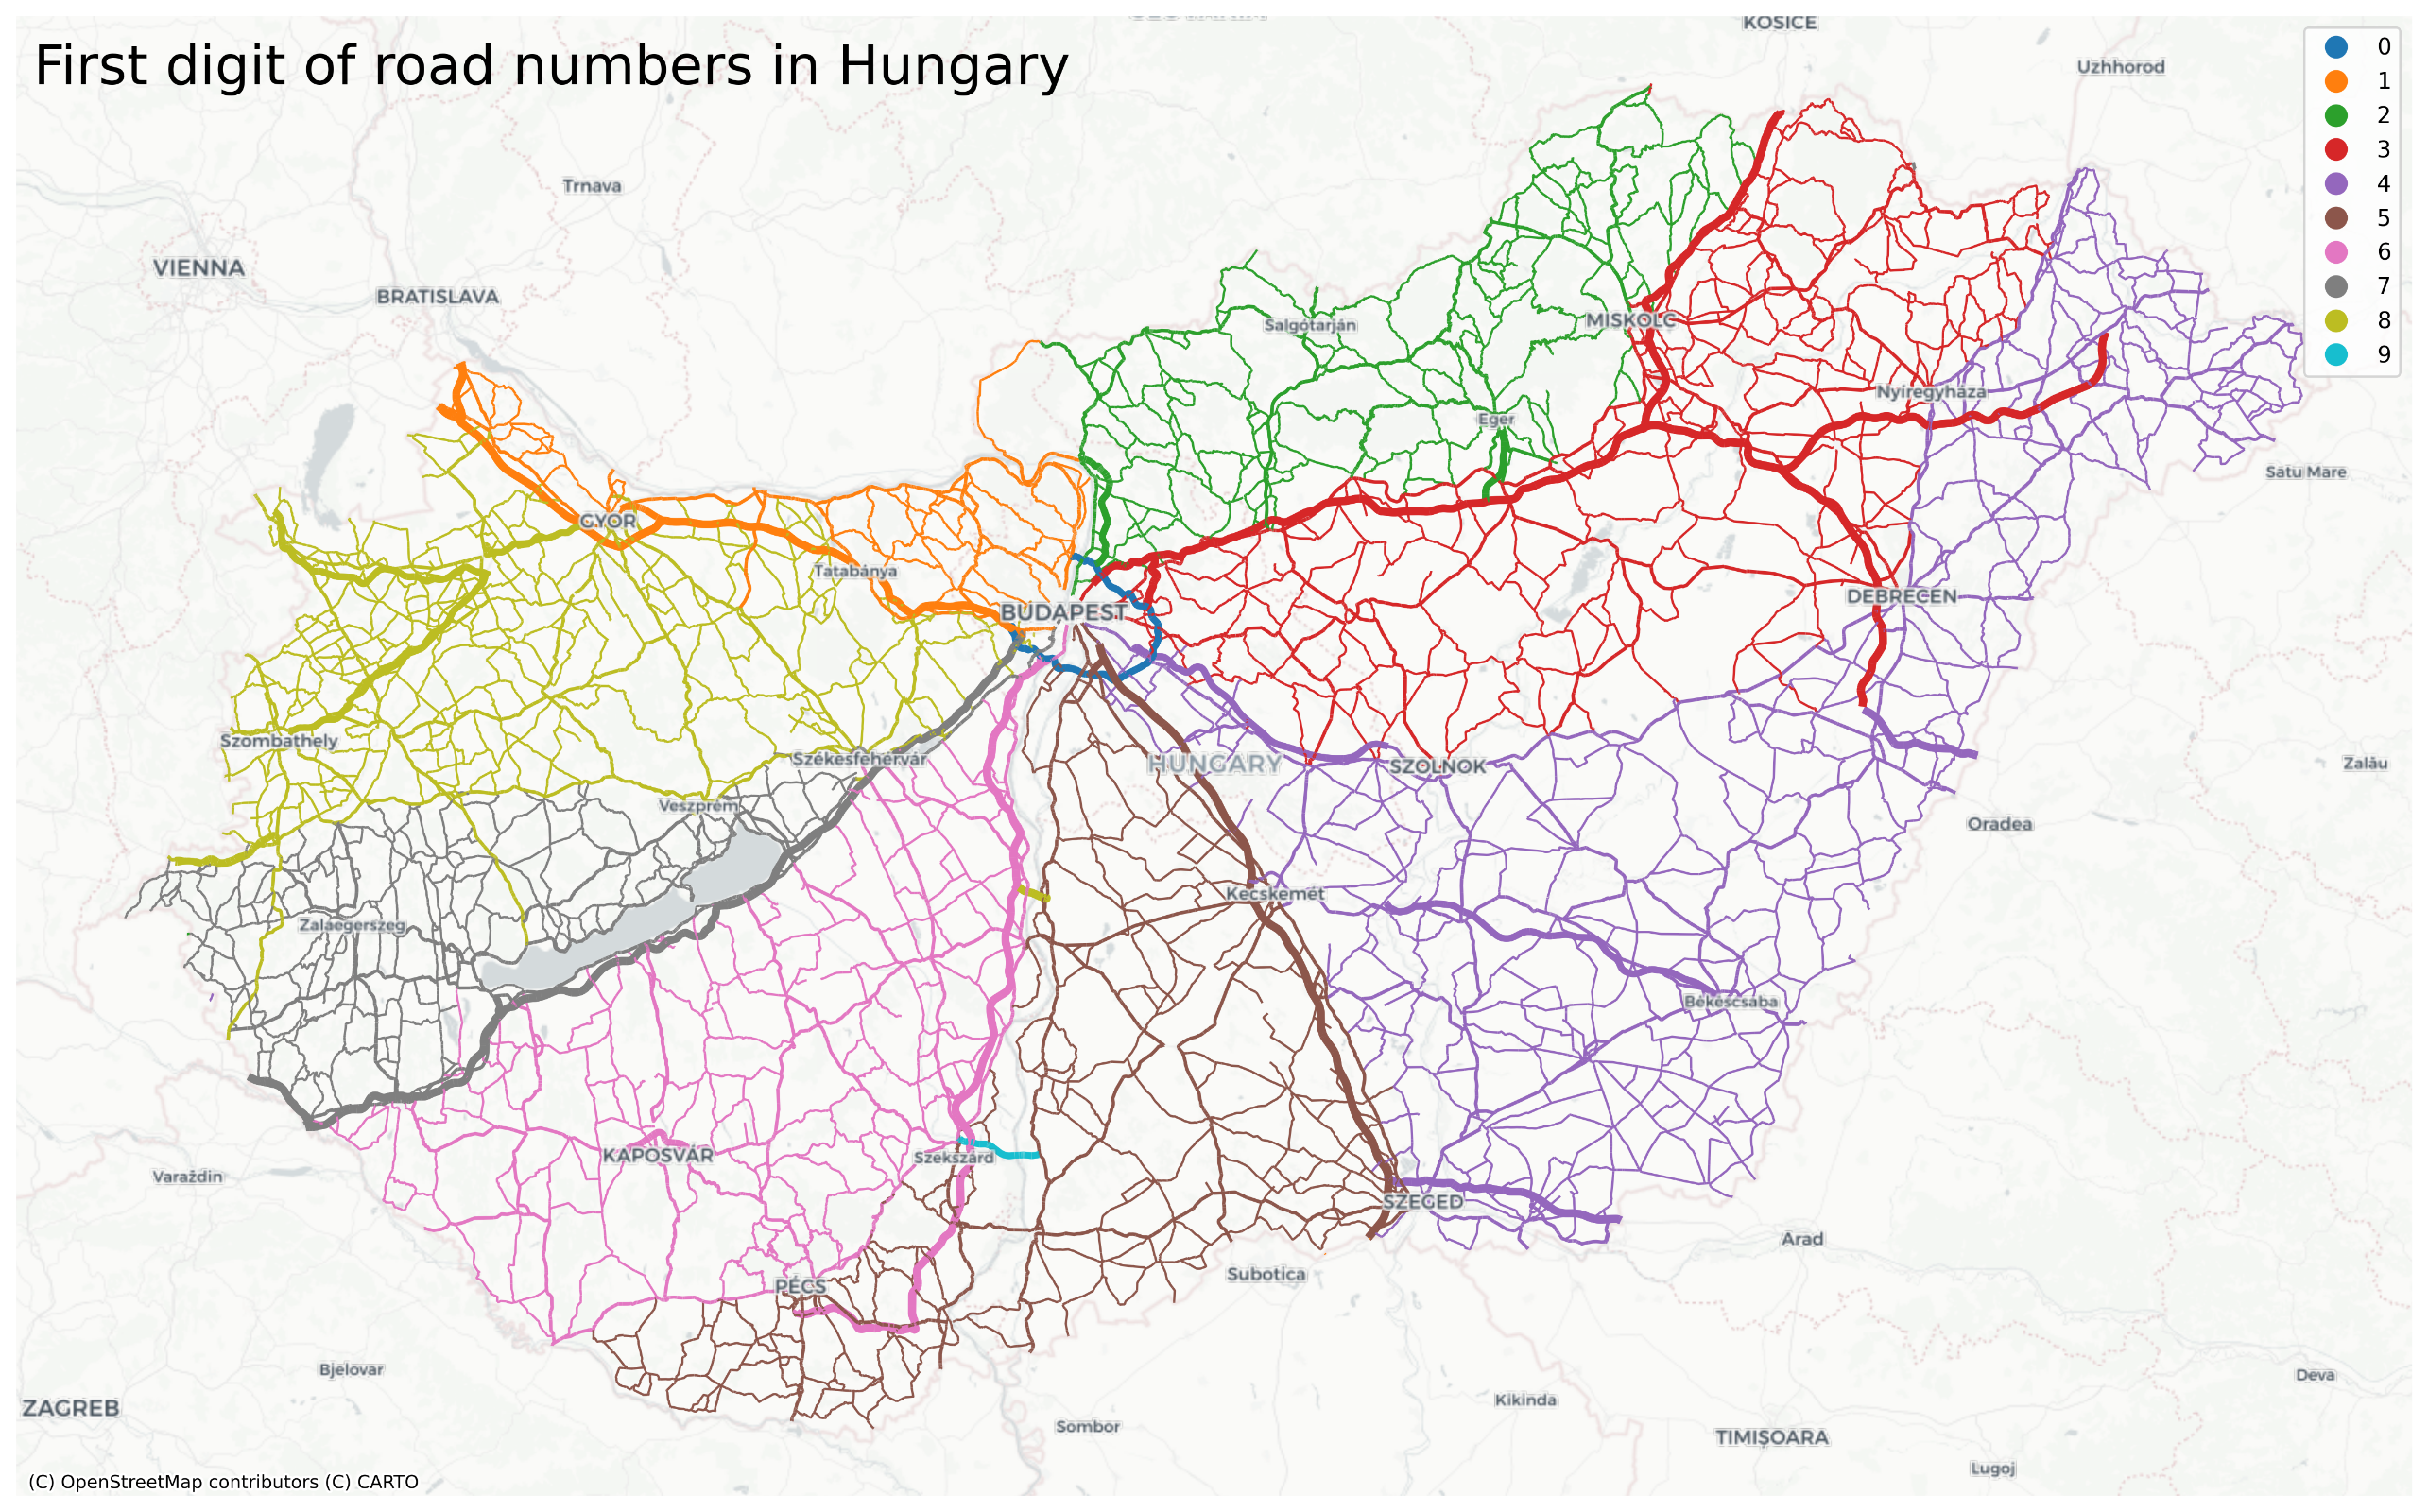 First digit of road numbers in Hungary
KOSICE
Uzhhorod
0
1
2
3
4
5
6
7
8
9
Trnava
VIENNA
BRATISLAVA
Salgótarján
MISKOLC
Nyíregyháza
Eger
Satu Mare
GYOR
Tatabánya
DEBRECEN
BUDAPEST
Szombathely
Székesfehérvár
HUNGARY
SZOLNOK
Zalău
Veszprém
Oradea
Kecskemét
Zalaegerszeg
Békéscsaba
KAPOSVÁR
Szekszárd
Varaždin
SZEGED
Arad
Subotica
PÉCS
Bjelovar
Deva
ZAGREB
Kikinda
Sombor
TIMIȘOARA
Lugoj
(C) OpenStreetMap contributors (C) CARTO